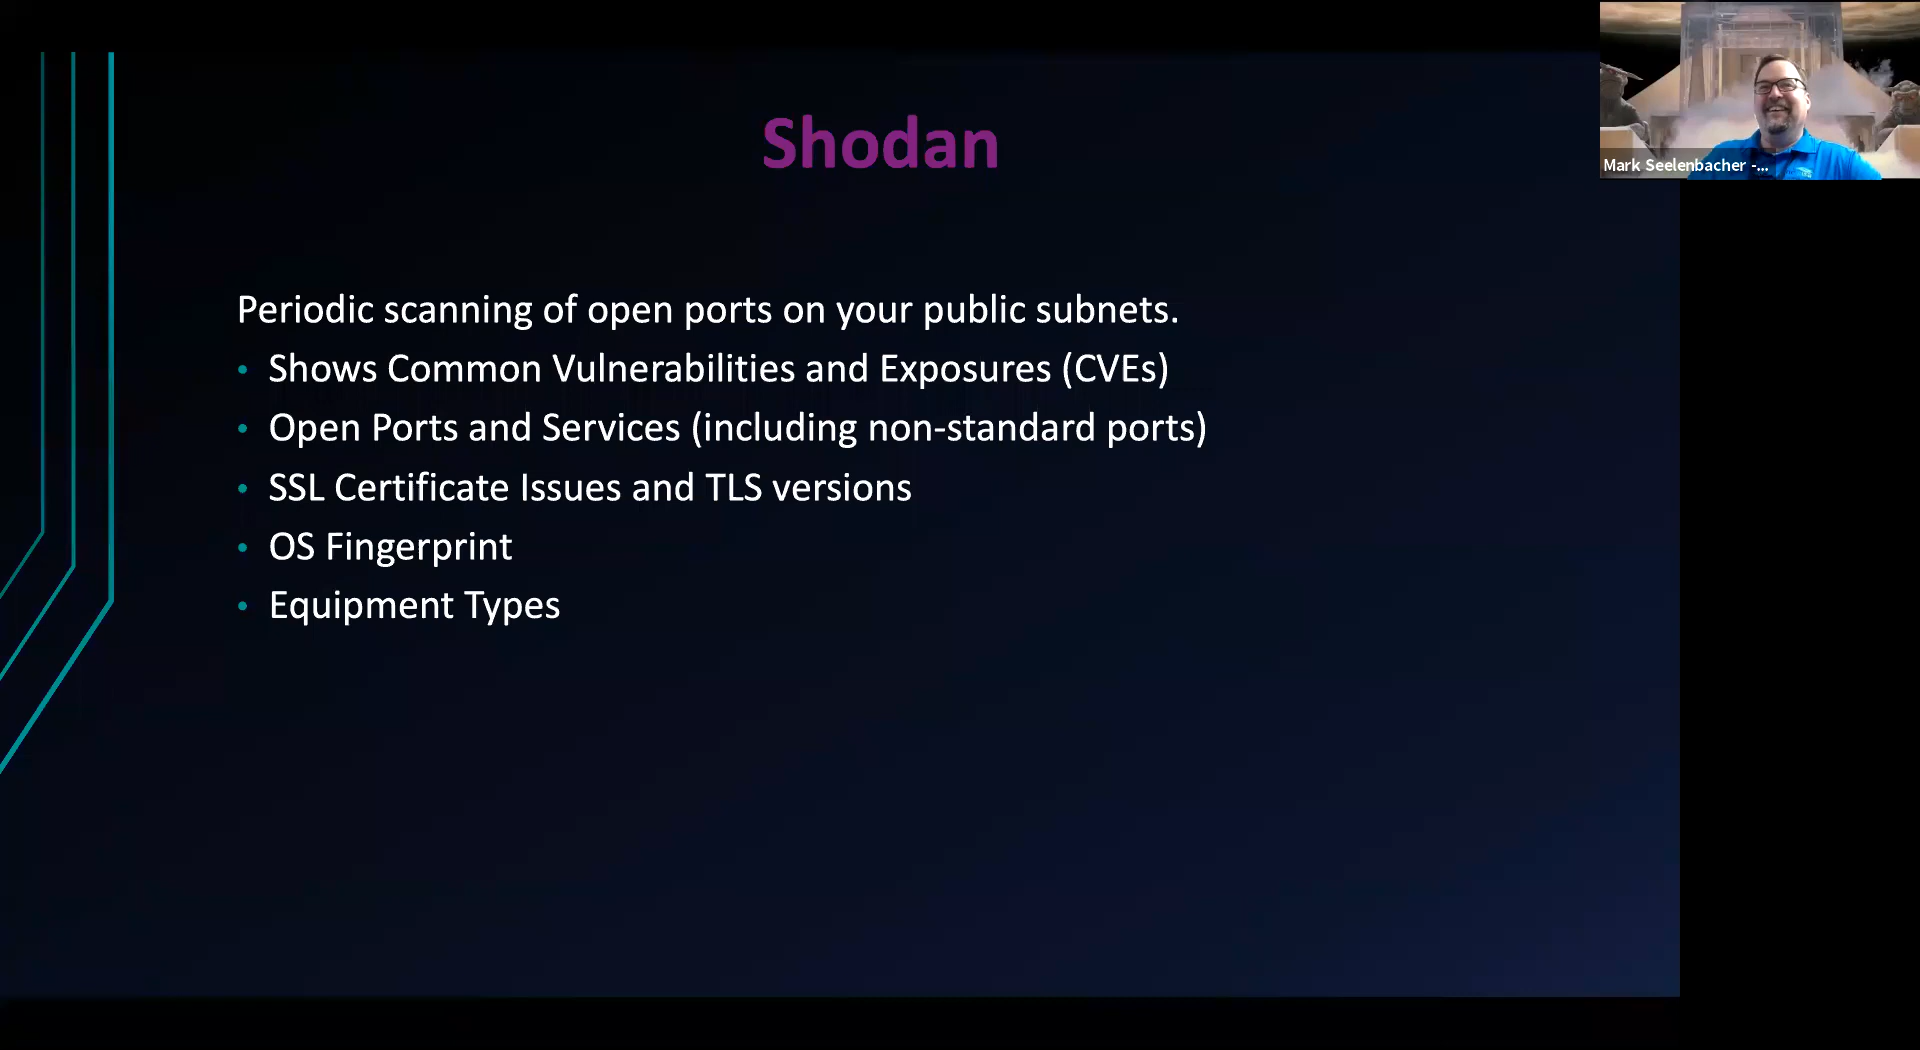 Shodan
Mark Seelenbacher -...
Periodic scanning of open ports on your public subnets.
• Shows Common Vulnerabilities and Exposures (CVEs)
• Open Ports and Services (including non-standard ports)
• SSL Certificate Issues and TLS versions
• OS Fingerprint
• Equipment Types